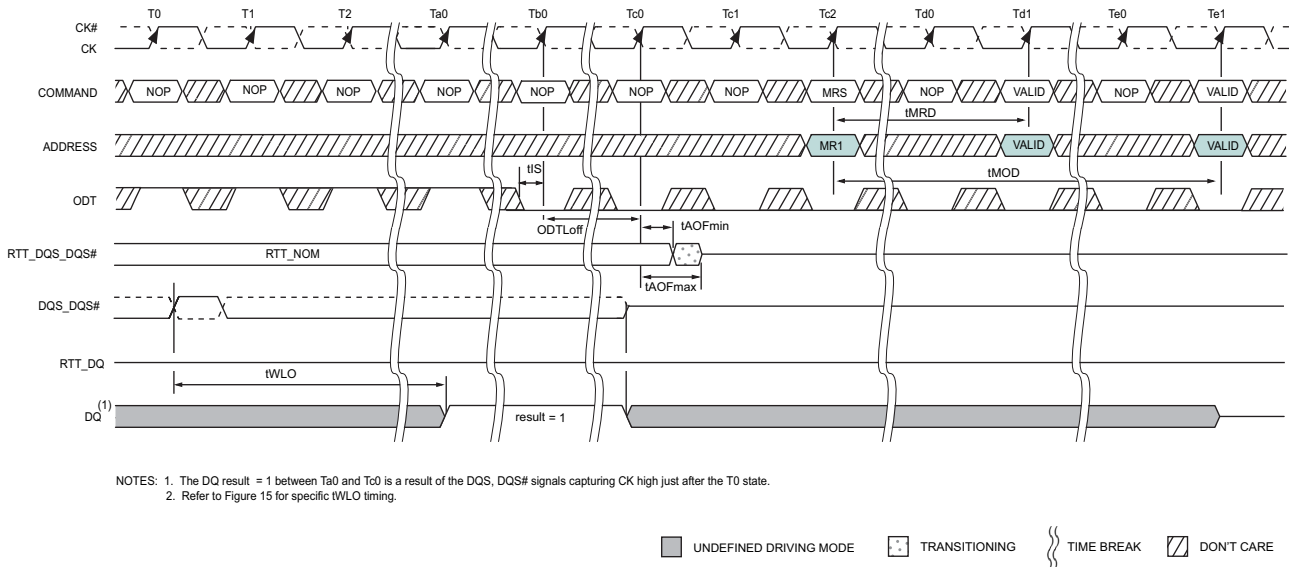 T0 T1 T2 Ta0 Tb0 Tc0 Tc1 Tc2 Td0 Td1 Te0 Te1
CK#
CK
COMMAND NOP NOP NOP NOP NOP NOP NOP MRS NOP VALID NOP VALID
tMRD
ADDRESS MR1 VALID VALID
tIS tMOD
ODT
ODTLoff tAOFmin
RTT_DQS_DQS# RTT_NOM
tAOFmax
DQS_DQS#
RTT_DQ
tWLO
(1)
DQ result = 1
NOTES: 1. The DQ result = 1 between Ta0 and Tc0 is a result of the DQS, DQS# signals capturing CK high just after the T0 state.
2. Refer to Figure 15 for specific tWLO timing.
UNDEFINED DRIVING MODE TRANSITIONING TIME BREAK DON'T CARE